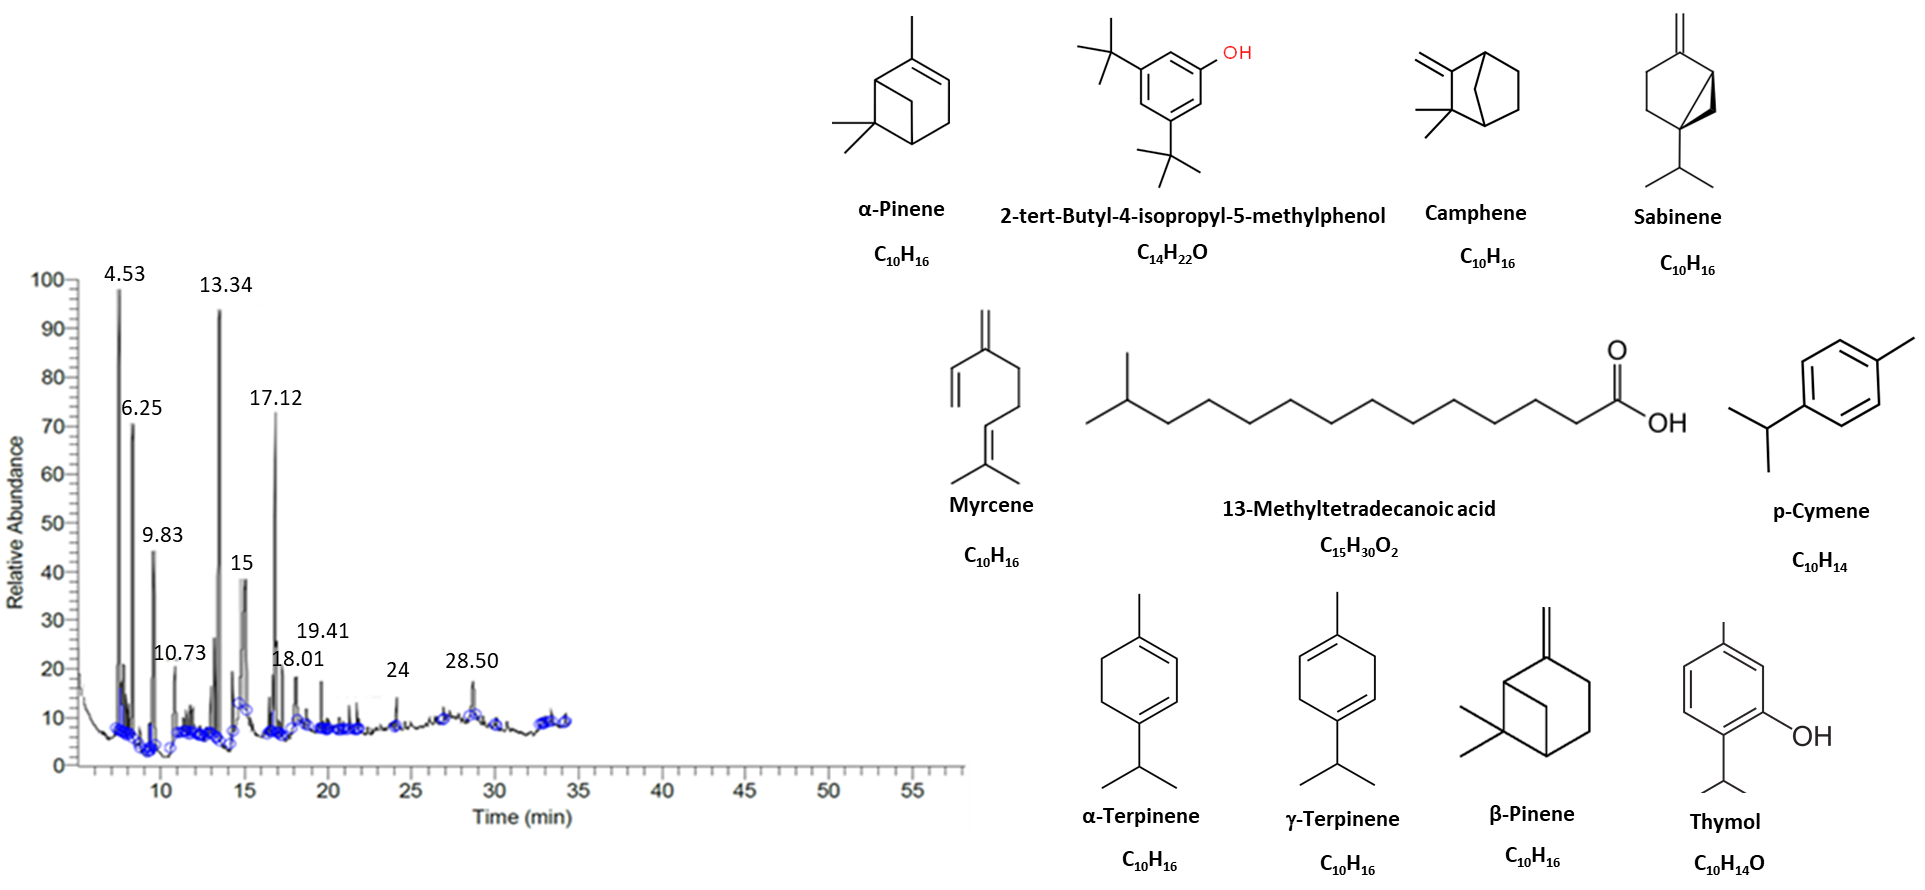 OH
α-Pinene
C₁₀H₁₆
2-tert-Butyl-4-isopropyl-5-methylphenol
C₁₄H₂₂O
Camphene
C₁₀H₁₆
Sabinene
C₁₀H₁₆
4.53
13.34
6.25
17.12
9.83
15
10.73
18.01
19.41
24
28.50
100
90
80
70
60
50
40
30
20
10
0
Relative Abundance
10 15 20 25 30 35 40 45 50 55
Time (min)
Myrcene
C₁₀H₁₆
O
OH
13-Methyltetradecanoic acid
C₁₅H₃₀O₂
p-Cymene
C₁₀H₁₄
α-Terpinene
C₁₀H₁₆
γ-Terpinene
C₁₀H₁₆
β-Pinene
C₁₀H₁₆
OH
Thymol
C₁₀H₁₄O